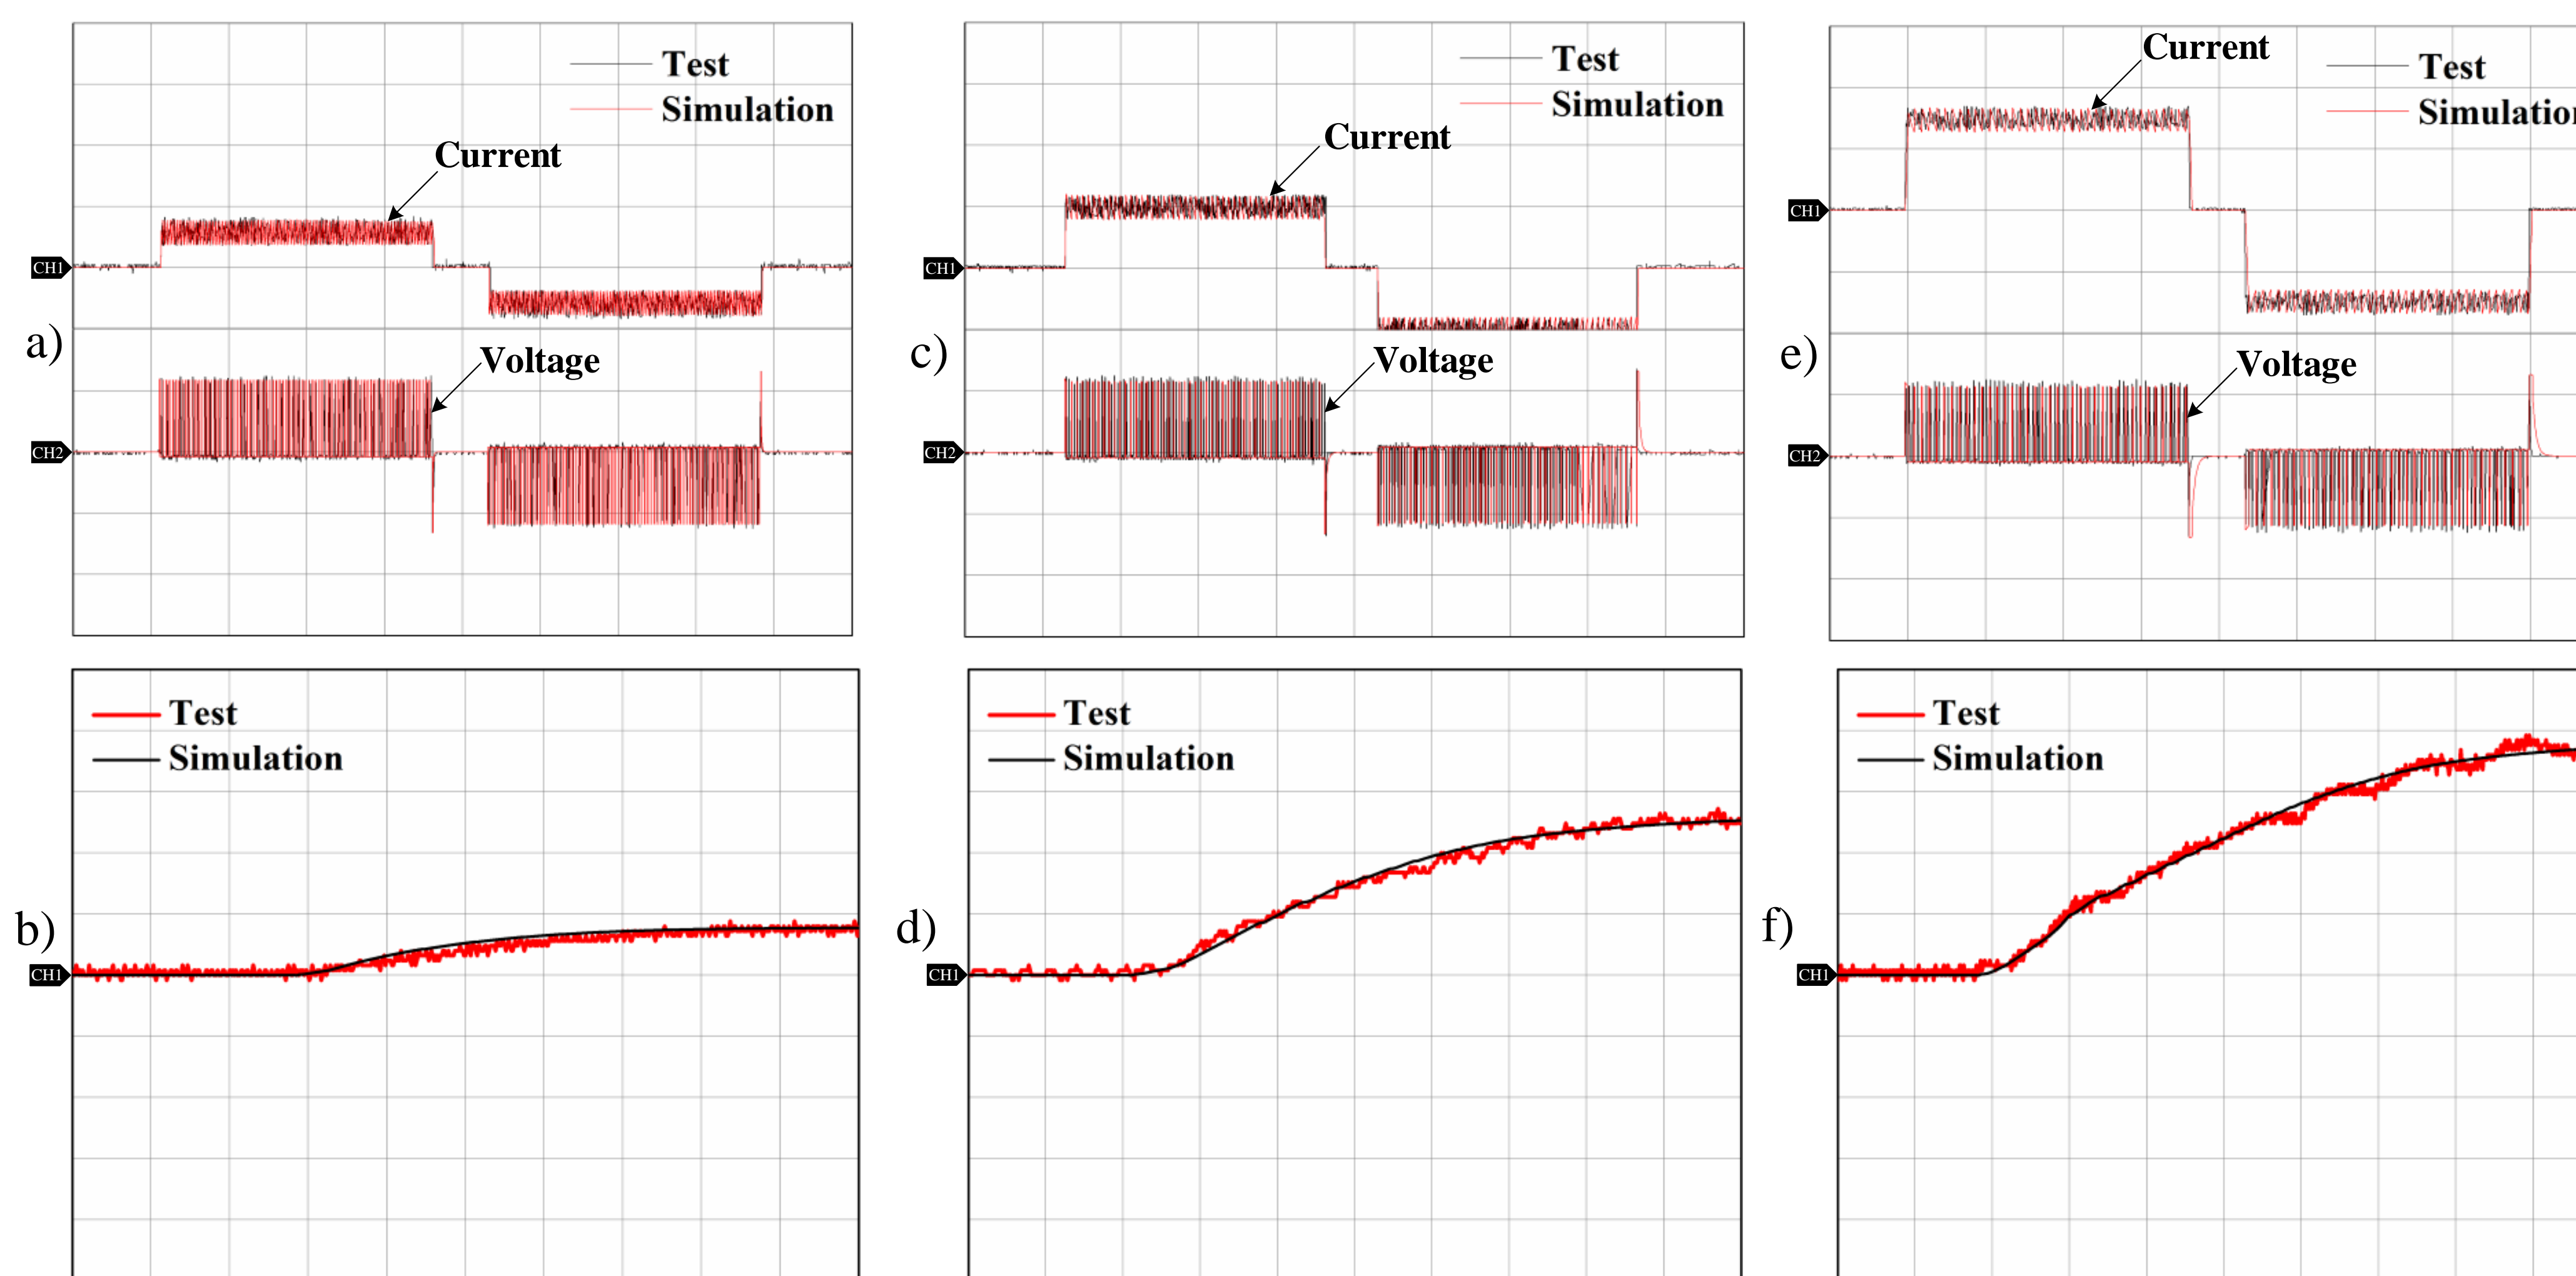 Test
Simulation
Current
CH1
a)
Voltage
CH2
Test
Simulation
Current
CH1
c)
Voltage
CH2
Current
Test
Simulation
CH1
e)
Voltage
CH2
Test
Simulation
b)
CH1
Test
Simulation
d)
CH1
Test
Simulation
f)
CH1